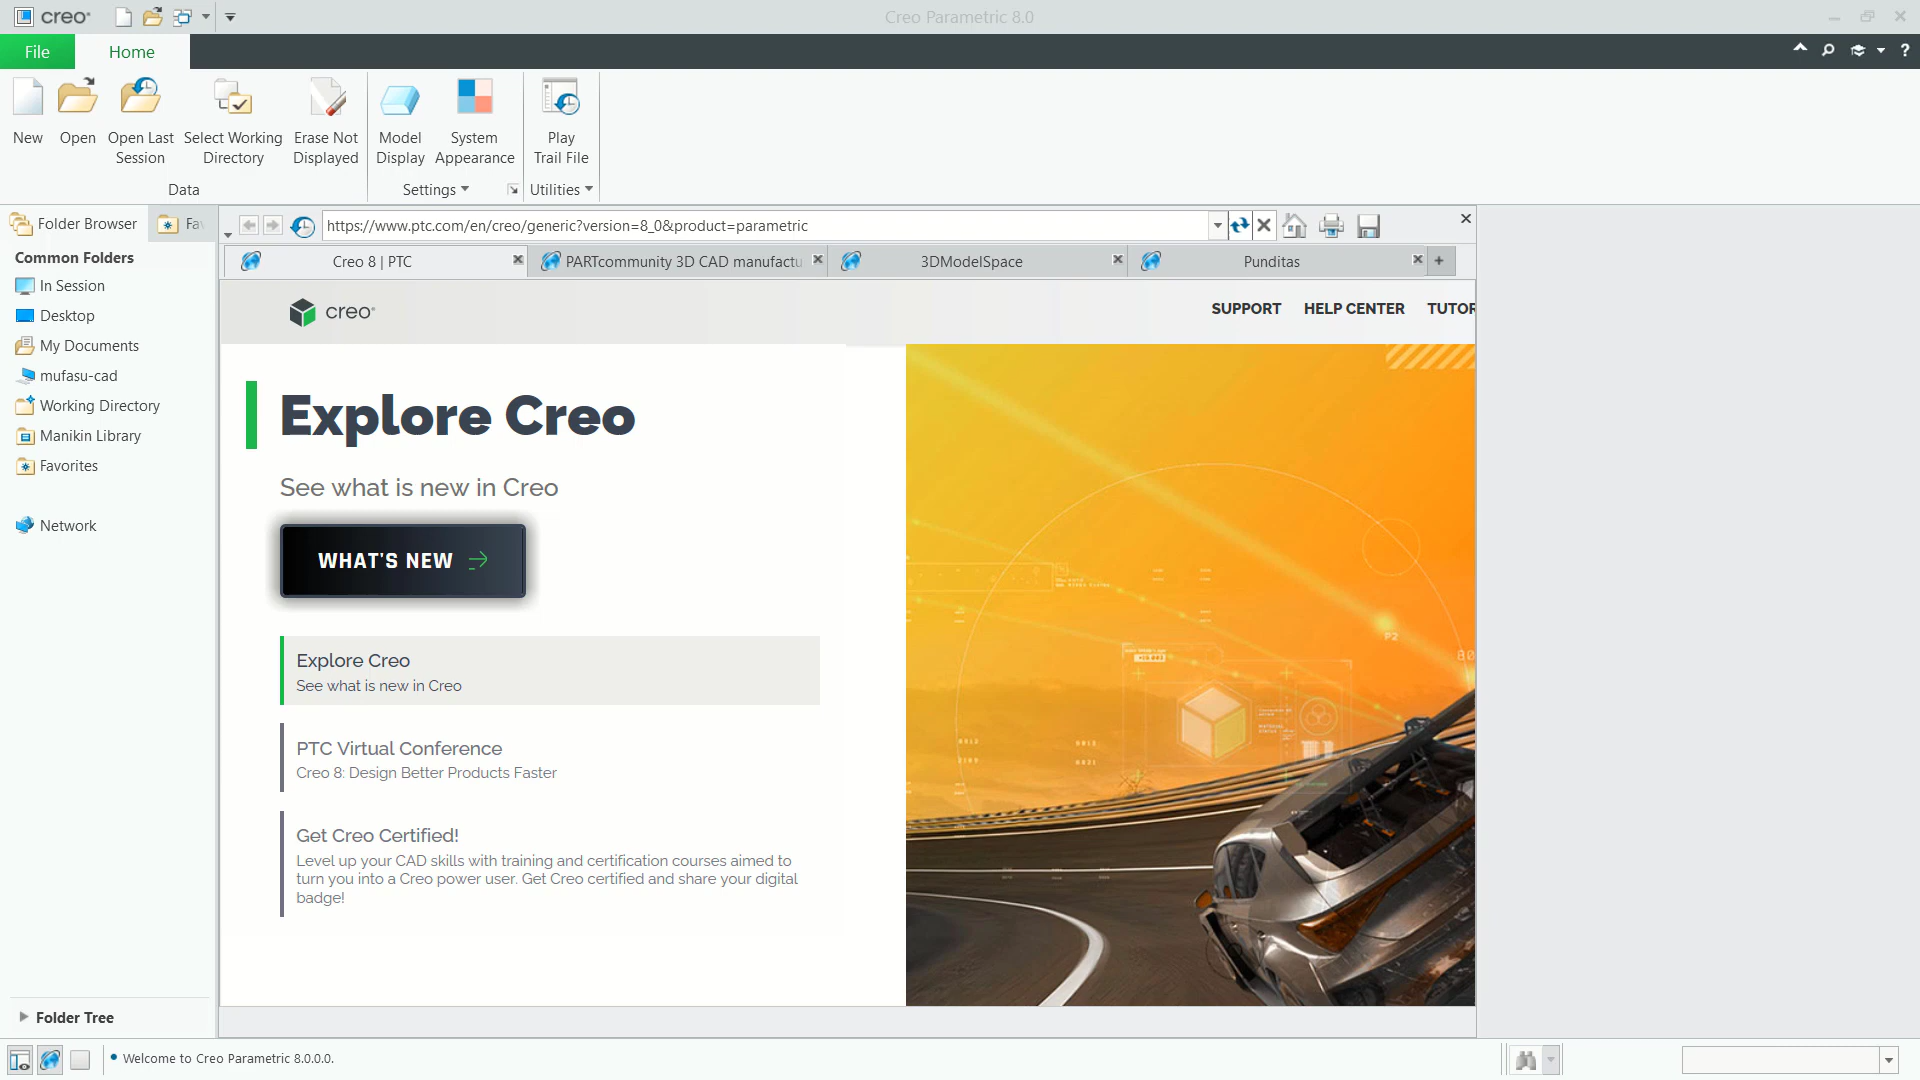 creo
Creo Parametric 8.0
File
Home
?
New
Open
Open Last
Session
Select Working
Directory
Erase Not
Displayed
Model
Display
System
Appearance
Play
Trail File
Data
Settings
Utilities
Folder Browser
Fa
https://www.ptc.com/en/creo/generic?version=8_0&product=parametric
Creo 8 | PTC
PARTcommunity 3D CAD manufactu
3DModelSpace
Punditas
+
Common Folders
In Session
Desktop
My Documents
mufasu-cad
Working Directory
Manikin Library
Favorites
Network
Folder Tree
creo
SUPPORT
HELP CENTER
TUTOR
Explore Creo
See what is new in Creo
WHAT'S NEW
Explore Creo
See what is new in Creo
PTC Virtual Conference
Creo 8: Design Better Products Faster
Get Creo Certified!
Level up your CAD skills with training and certification courses aimed to
turn you into a Creo power user. Get Creo certified and share your digital
badge!
P2
80
Welcome to Creo Parametric 8.0.0.0.